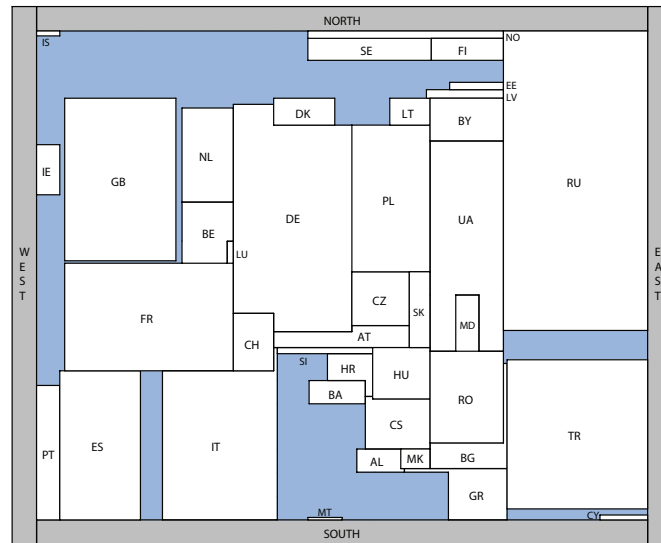 NORTH
IS
SE
FI
NO
EE
LV
DK
LT
BY
GB
NL
IE
DE
PL
RU
UA
BE
LU
W
E
S
T
E
A
S
T
CZ
SK
MD
FR
AT
CH
SI
HR
HU
BA
RO
PT
ES
IT
CS
TR
AL
MK
BG
GR
MT
CY
SOUTH